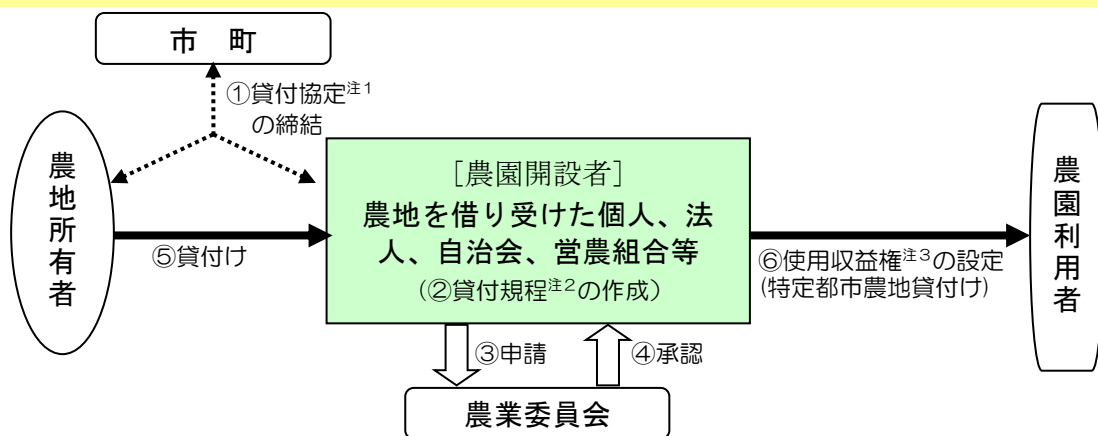 市　町
①貸付協定注1
の締結
農地所有者
［農園開設者］
農地を借り受けた個人、法
人、自治会、営農組合等
（②貸付規程注2の作成）
⑤貸付け
⑥使用収益権注3の設定
(特定都市農地貸付け)
農園利用者
③申請
④承認
農業委員会